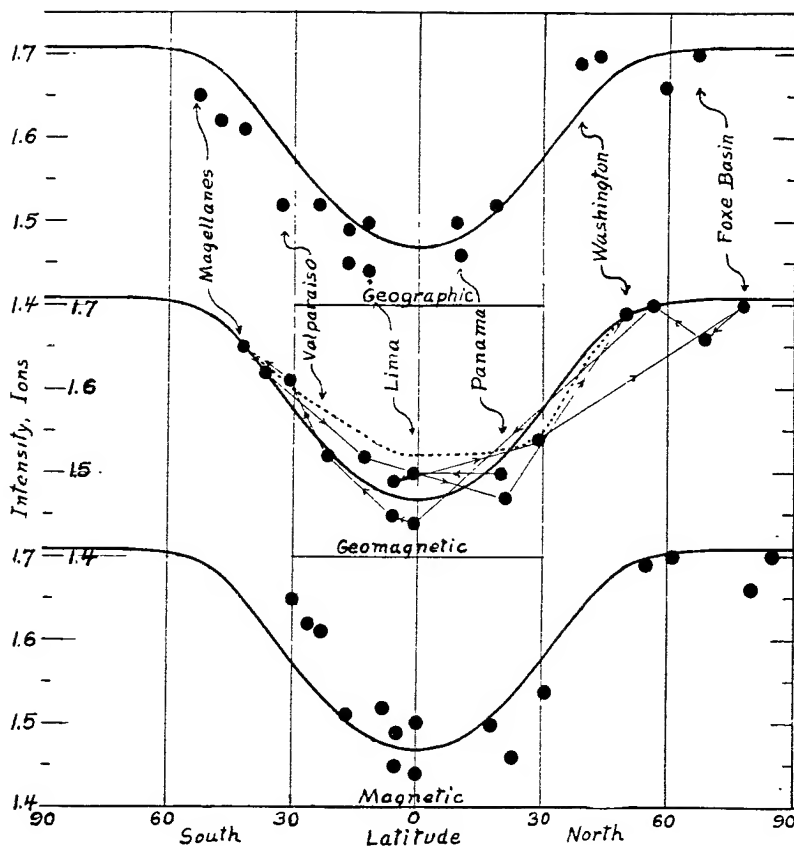 1.7
1.6
1.5
1.4
1.7
1.6
1.5
1.4
1.7
1.6
1.5
1.4
Intensity, Ions
Magellanes
Valparaiso
Lima
Panama
Washington
Foxe Basin
Geographic
Geomagnetic
Magnetic
90 60 30 0 30 60 90
South Latitude North